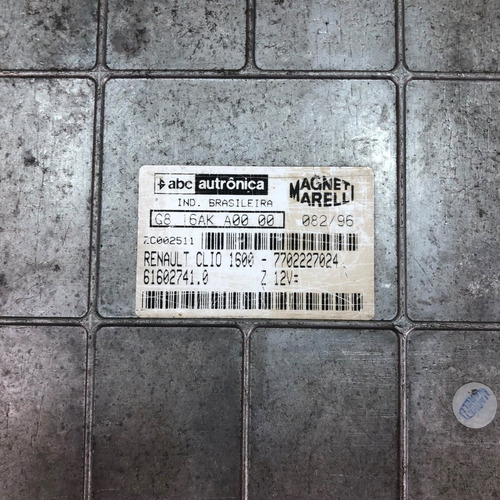 abc autrônica
MAGNETI MARELLI
IND. BRASILEIRA
G8 16AK A00 00
082/96
ZC002511
RENAULT CLIO 1600 - 7702227024
61602741.0 Z 12V=